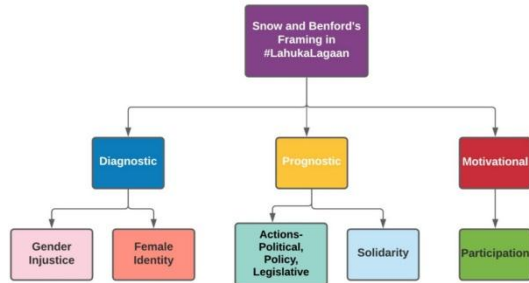 Snow and Benford's
Framing in
#LahukaLagaan
Diagnostic
Prognostic
Motivational
Gender
Injustice
Female
Identity
Actions-
Political,
Policy,
Legislative
Solidarity
Participation